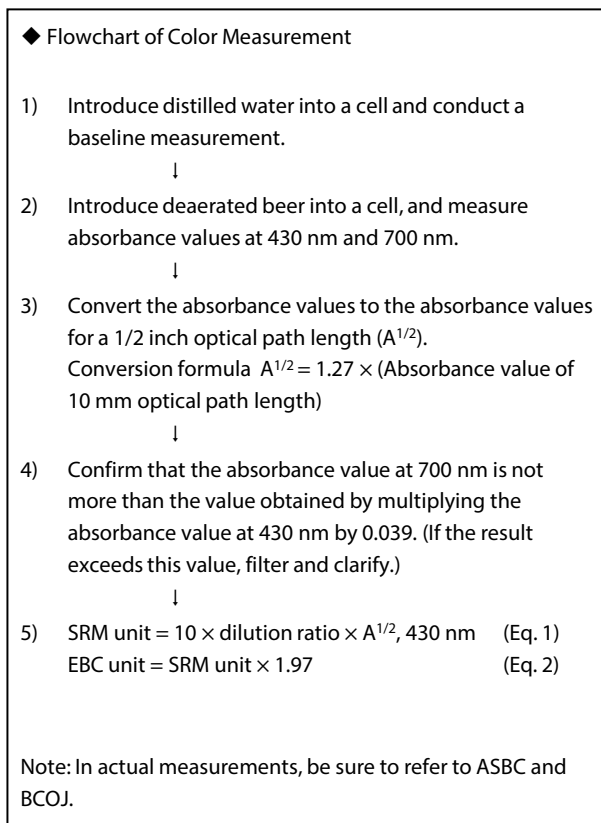 ◆ Flowchart of Color Measurement
1) Introduce distilled water into a cell and conduct a
baseline measurement.
↓
2) Introduce deaerated beer into a cell, and measure
absorbance values at 430 nm and 700 nm.
↓
3) Convert the absorbance values to the absorbance values
for a 1/2 inch optical path length (A^1/2).
Conversion formula A^1/2 = 1.27 × (Absorbance value of
10 mm optical path length)
↓
4) Confirm that the absorbance value at 700 nm is not
more than the value obtained by multiplying the
absorbance value at 430 nm by 0.039. (If the result
exceeds this value, filter and clarify.)
↓
5) SRM unit = 10 × dilution ratio × A^1/2, 430 nm (Eq. 1)
EBC unit = SRM unit × 1.97 (Eq. 2)
Note: In actual measurements, be sure to refer to ASBC and
BCOJ.